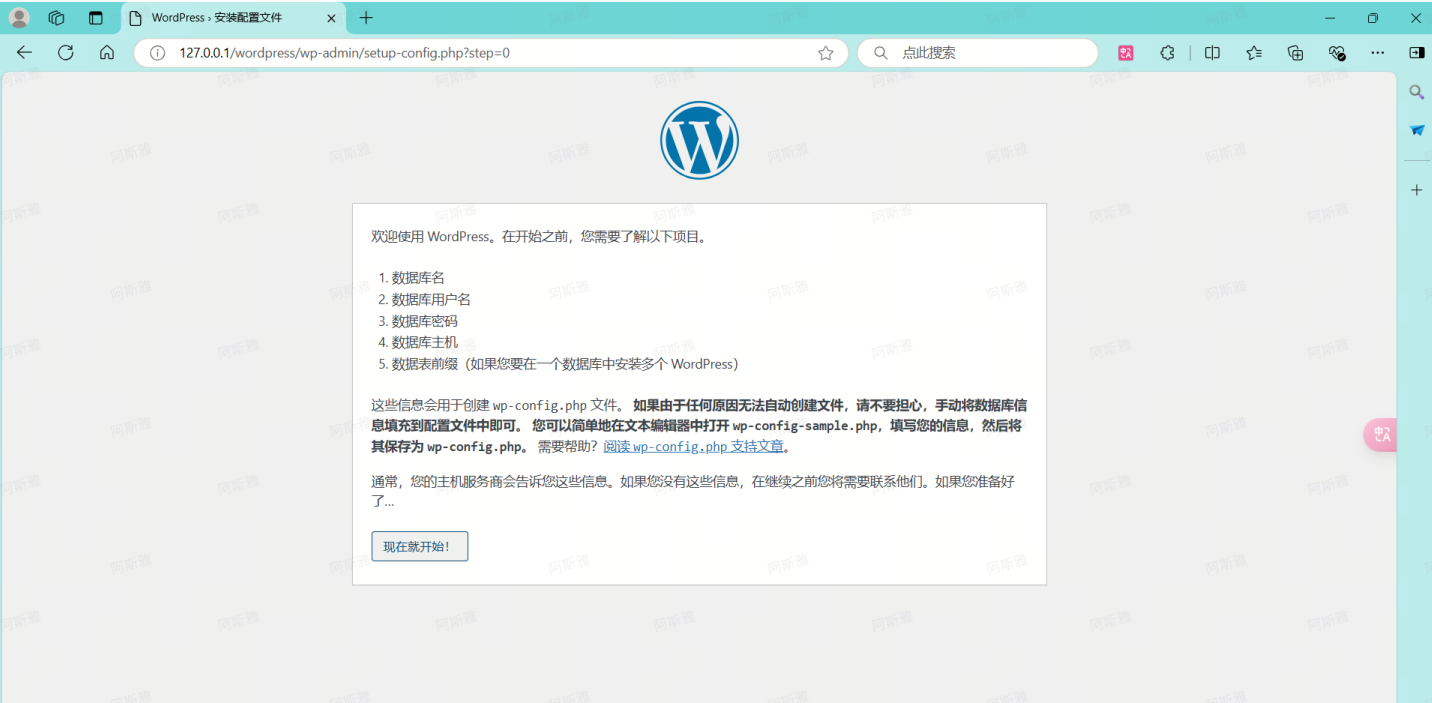 WordPress › 安装配置文件
127.0.0.1/wordpress/wp-admin/setup-config.php?step=0
点此搜索
欢迎使用 WordPress。在开始之前，您需要了解以下项目。
1. 数据库名
2. 数据库用户名
3. 数据库密码
4. 数据库主机
5. 数据表前缀（如果您要在一个数据库中安装多个 WordPress）
这些信息会用于创建 wp-config.php 文件。 如果由于任何原因无法自动创建文件，请不要担心，手动将数据库信
息填充到配置文件中即可。 您可以简单地在文本编辑器中打开 wp-config-sample.php，填写您的信息，然后将
其保存为 wp-config.php。 需要帮助？阅读 wp-config.php 支持文章。
通常，您的主机服务商会告诉您这些信息。如果您没有这些信息，在继续之前您将需要联系他们。如果您准备好
了...
现在就开始！
阿斯雅